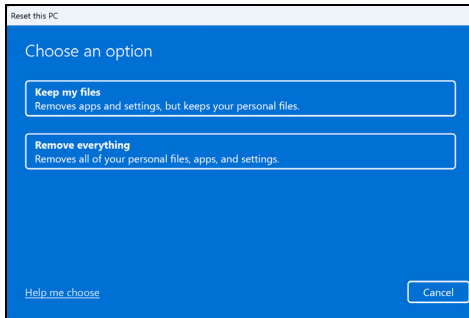 Reset this PC
Choose an option
Keep my files
Removes apps and settings, but keeps your personal files.
Remove everything
Removes all of your personal files, apps, and settings.
Help me choose
Cancel